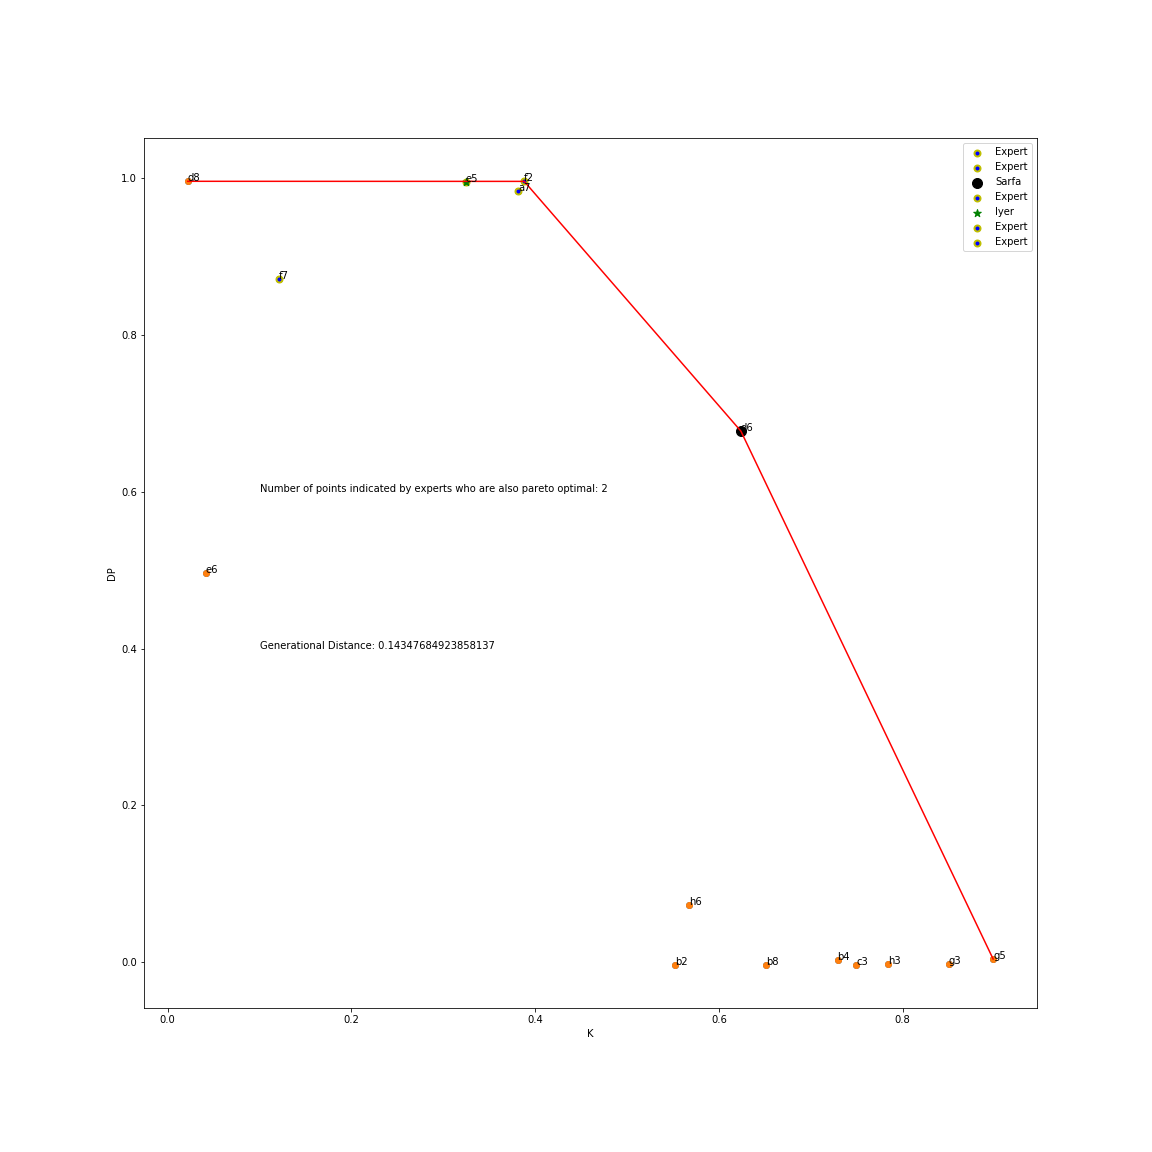 1.0
0.8
0.6
0.4
0.2
0.0
DP
0.0
0.2
0.4
0.6
0.8
K
d8
e5
f2
a7
f7
d6
e6
h6
b2
b8
b4
c3
h3
g3
g5
Number of points indicated by experts who are also pareto optimal: 2
Generational Distance: 0.14347684923858137
Expert
Expert
Sarfa
Expert
Iyer
Expert
Expert